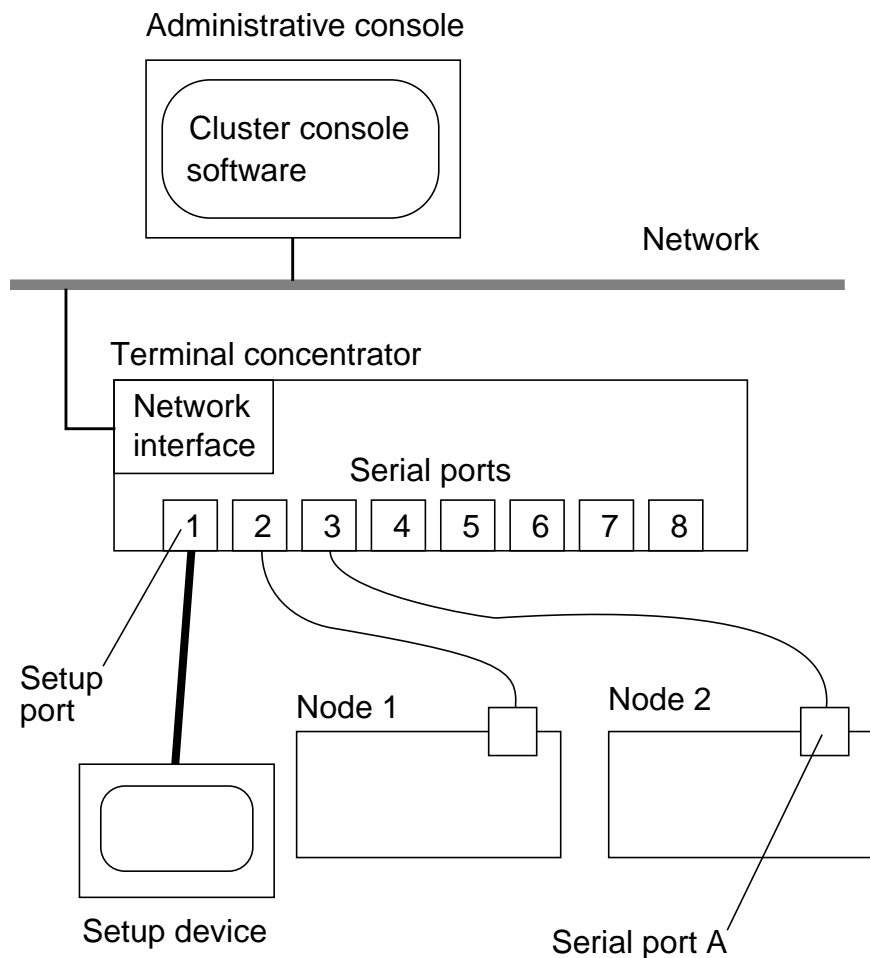 Administrative console
Cluster console
software
Network
Terminal concentrator
Network
interface
Serial ports
1 2 3 4 5 6 7 8
Setup
port
Node 1
Node 2
Setup device
Serial port A